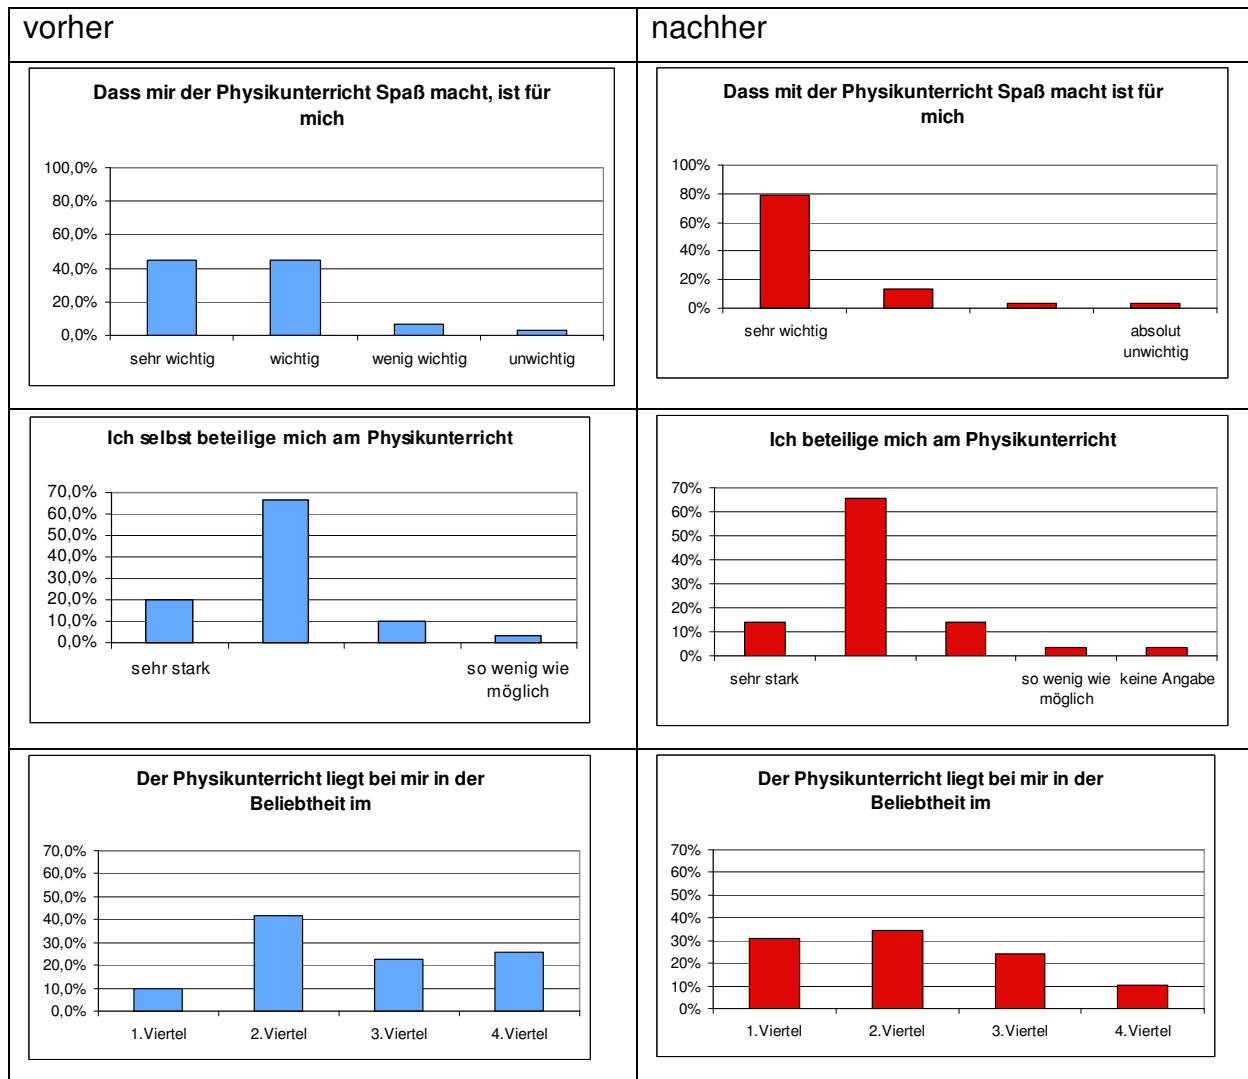 vorher
nachher
Dass mir der Physikunterricht Spaß macht, ist für
mich
100,0%
80,0%
60,0%
40,0%
20,0%
0,0%
sehr wichtig
wichtig
wenig wichtig
unwichtig
Dass mit der Physikunterricht Spaß macht ist für
mich
100%
80%
60%
40%
20%
0%
sehr wichtig
absolut
unwichtig
Ich selbst beteilige mich am Physikunterricht
70,0%
60,0%
50,0%
40,0%
30,0%
20,0%
10,0%
0,0%
sehr stark
so wenig wie
möglich
Ich beteilige mich am Physikunterricht
70%
60%
50%
40%
30%
20%
10%
0%
sehr stark
so wenig wie
möglich
keine Angabe
Der Physikunterricht liegt bei mir in der
Beliebtheit im
70,0%
60,0%
50,0%
40,0%
30,0%
20,0%
10,0%
0,0%
1.Viertel
2.Viertel
3.Viertel
4.Viertel
Der Physikunterricht liegt bei mir in der
Beliebtheit im
70%
60%
50%
40%
30%
20%
10%
0%
1.Viertel
2.Viertel
3.Viertel
4.Viertel